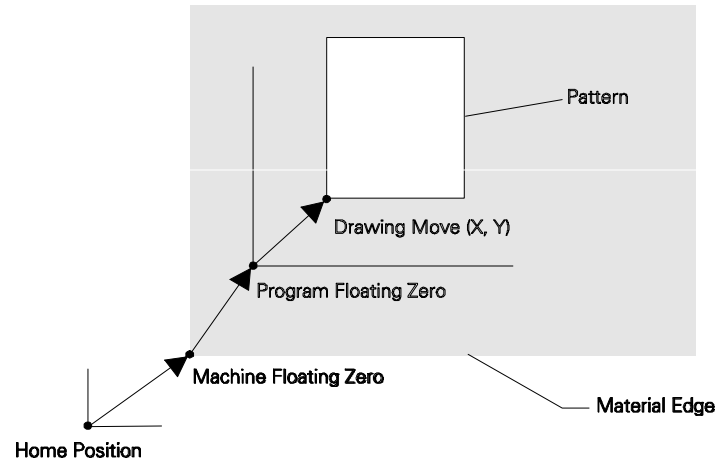 Pattern
Drawing Move (X, Y)
Program Floating Zero
Machine Floating Zero
Material Edge
Home Position